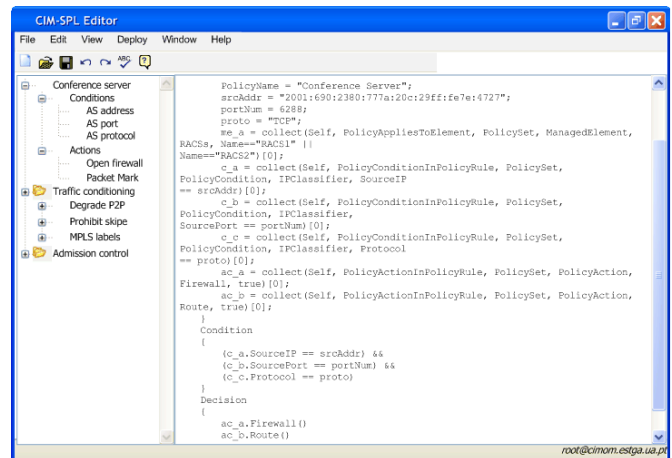 CIM-SPL Editor
File Edit View Deploy Window Help
ABC
Conference server
Conditions
AS address
AS port
AS protocol
Actions
Open firewall
Packet Mark
Traffic conditioning
Degrade P2P
Prohibit skipe
MPLS labels
Admission control
PolicyName = "Conference Server";
srcAddr = "2001:690:2380:777a:20c:29ff:fe7e:4727";
portNum = 6288;
proto = "TCP";
me_a = collect(Self, PolicyAppliesToElement, PolicySet, ManagedElement,
RACSs, Name=="RACS1" ||
Name=="RACS2")[0];
c_a = collect(Self, PolicyConditionInPolicyRule, PolicySet,
PolicyCondition, IPClassifier, SourceIP
== srcAddr)[0];
c_b = collect(Self, PolicyConditionInPolicyRule, PolicySet,
PolicyCondition, IPClassifier,
SourcePort == portNum)[0];
c_c = collect(Self, PolicyConditionInPolicyRule, PolicySet,
PolicyCondition, IPClassifier, Protocol
== proto)[0];
ac_a = collect(Self, PolicyActionInPolicyRule, PolicySet, PolicyAction,
Firewall, true)[0];
ac_b = collect(Self, PolicyActionInPolicyRule, PolicySet, PolicyAction,
Route, true)[0];
}
Condition
{
(c_a.SourceIP == srcAddr) &&
(c_b.SourcePort == portNum) &&
(c_c.Protocol == proto)
}
Decision
{
ac_a.Firewall()
ac_b.Route()
root@cimom.estga.ua.pt